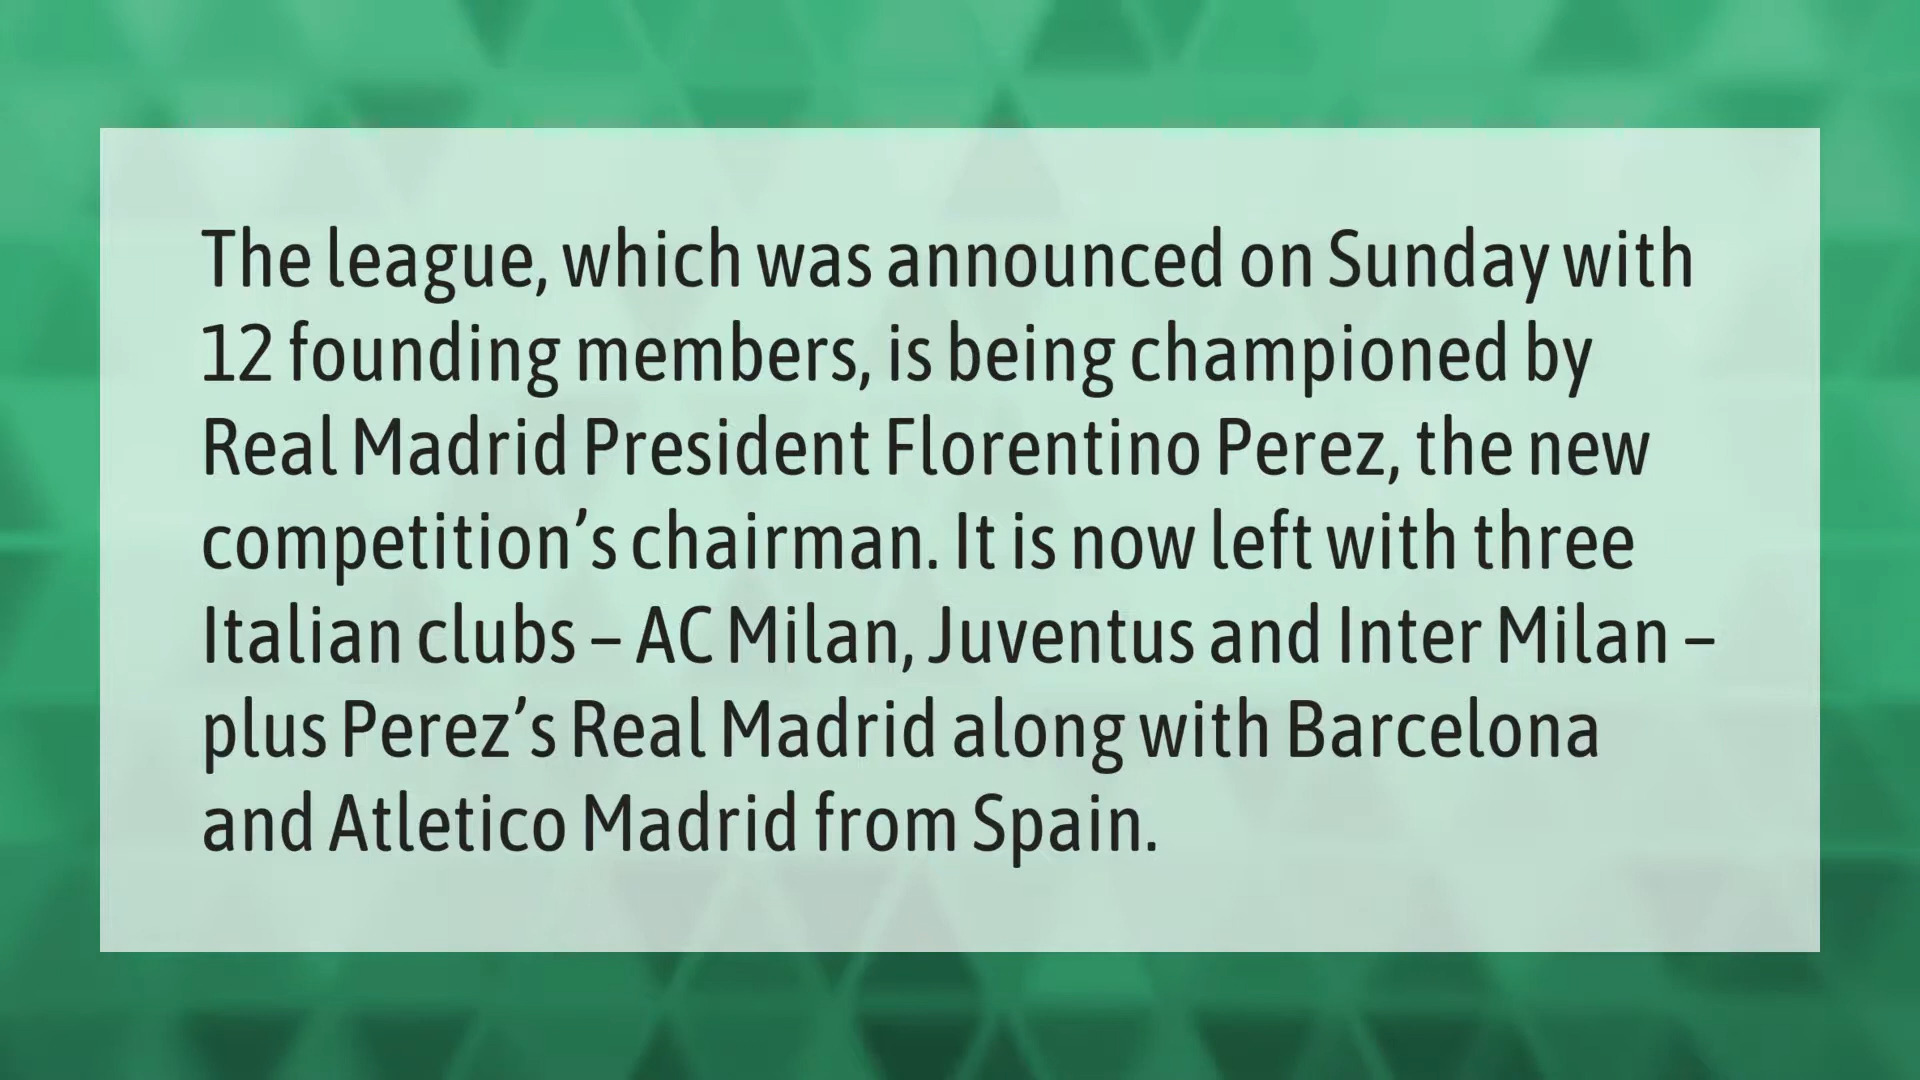 The league, which was announced on Sunday with
12 founding members, is being championed by
Real Madrid President Florentino Perez, the new
competition’s chairman. It is now left with three
Italian clubs – AC Milan, Juventus and Inter Milan –
plus Perez’s Real Madrid along with Barcelona
and Atletico Madrid from Spain.